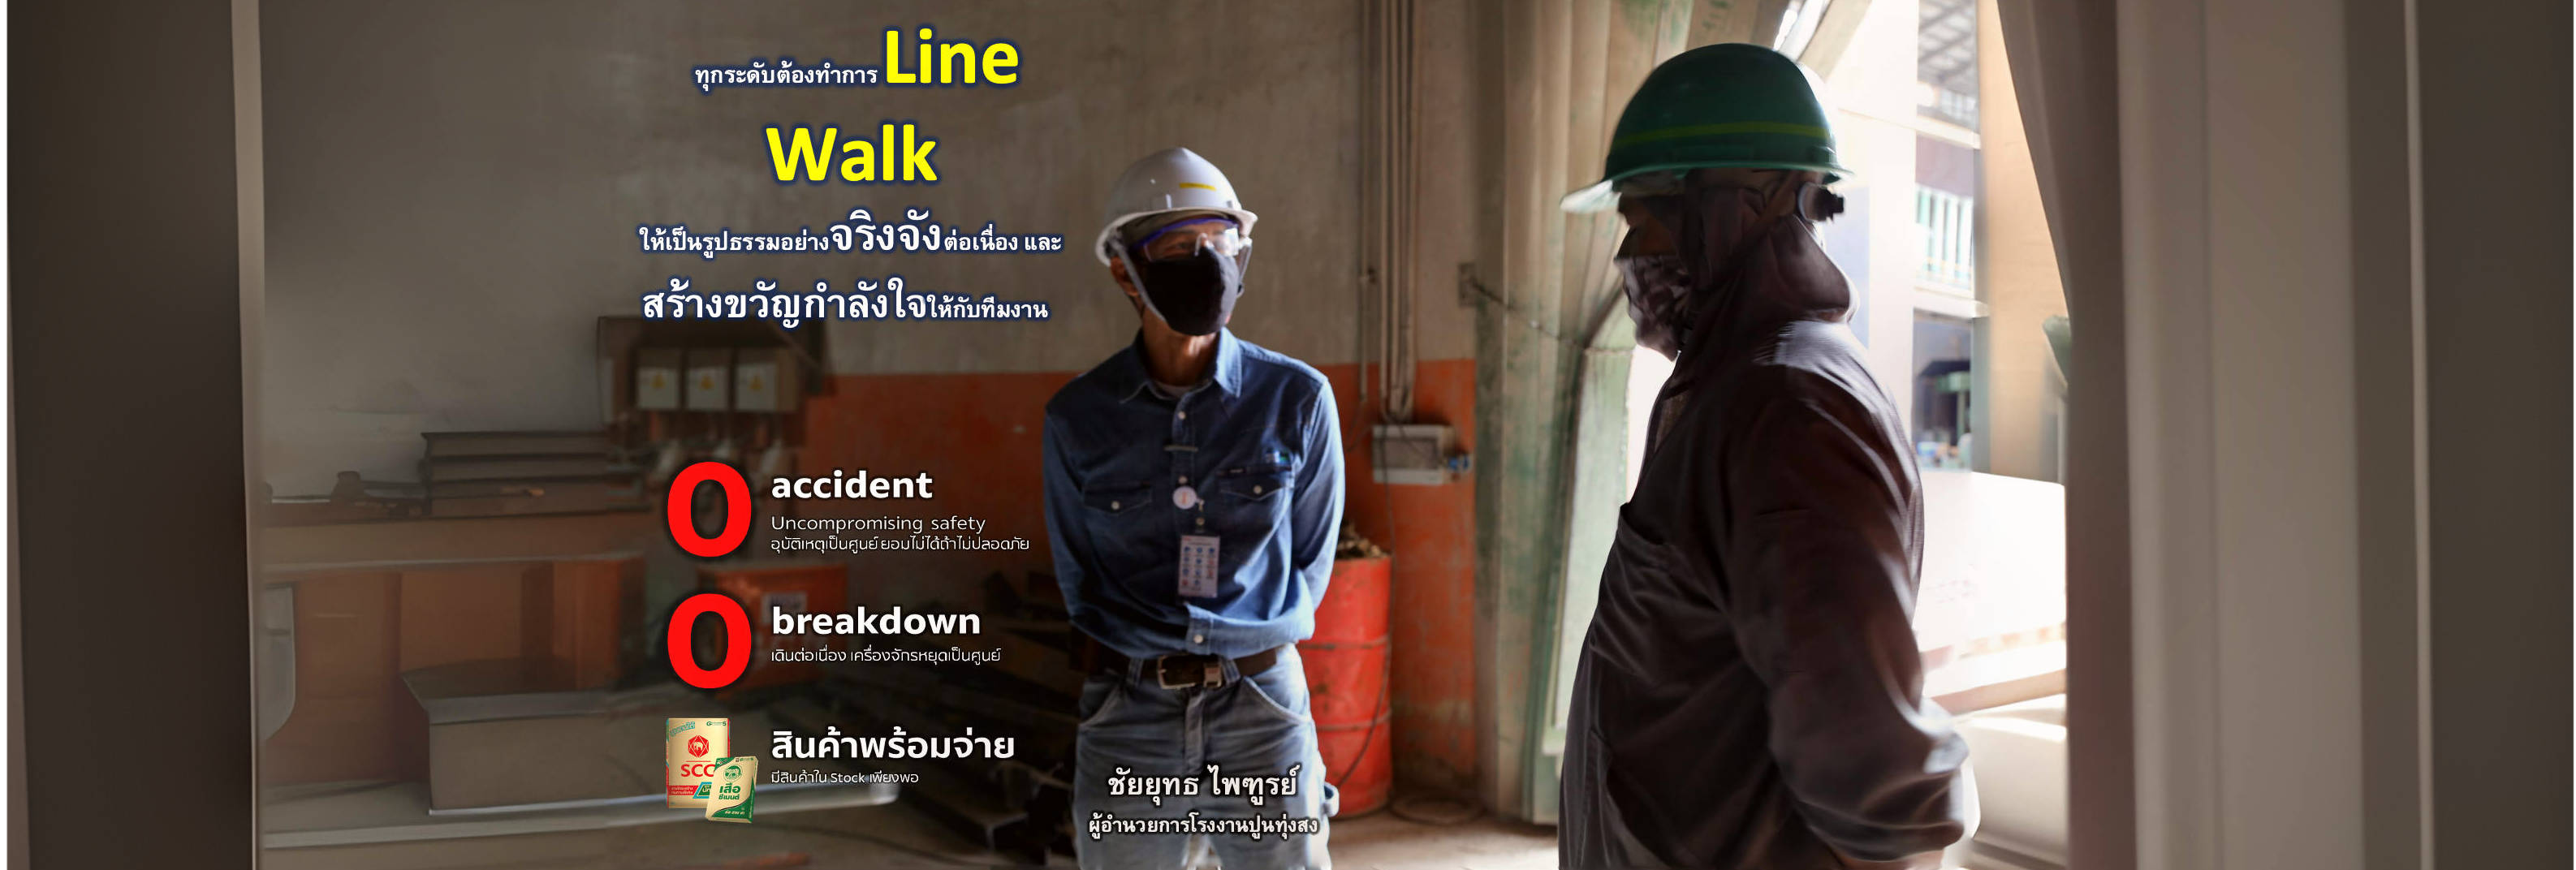 ทุกระดับต้องทำการ Line
Walk
ให้เป็นรูปธรรมอย่างจริงจังต่อเนื่อง และ
สร้างขวัญกำลังใจให้กับทีมงาน
0 accident
Uncompromising safety
อุบัติเหตุเป็นศูนย์ ยอมไม่ได้ถ้าไม่ปลอดภัย
0 breakdown
เดินต่อเนื่อง เครื่องจักรหยุดเป็นศูนย์
สินค้าพร้อมจ่าย
มีสินค้าใน Stock เพียงพอ
SCG
เสือ
ซีเมนต์
ชัยยุทธ ไพฑูรย์
ผู้อำนวยการโรงงานปูนทุ่งสง